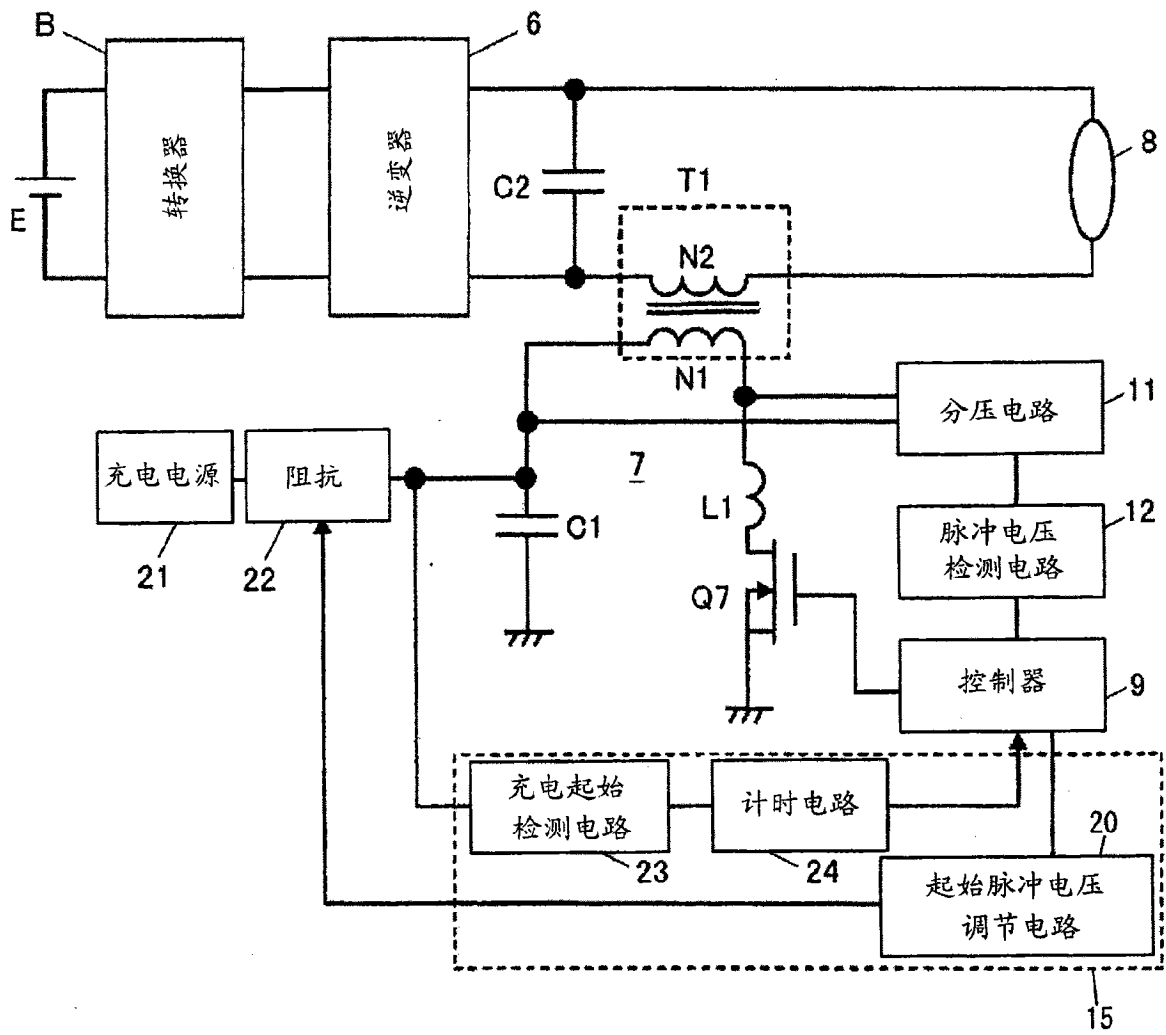 B
6
转换器
逆变器
E
C2
8
T1
N2
N1
分压电路
11
7
充电电源
阻抗
21
22
C1
L1
脉冲电压
检测电路
12
Q7
控制器
9
充电起始
检测电路
23
计时电路
24
20
起始脉冲电压
调节电路
15